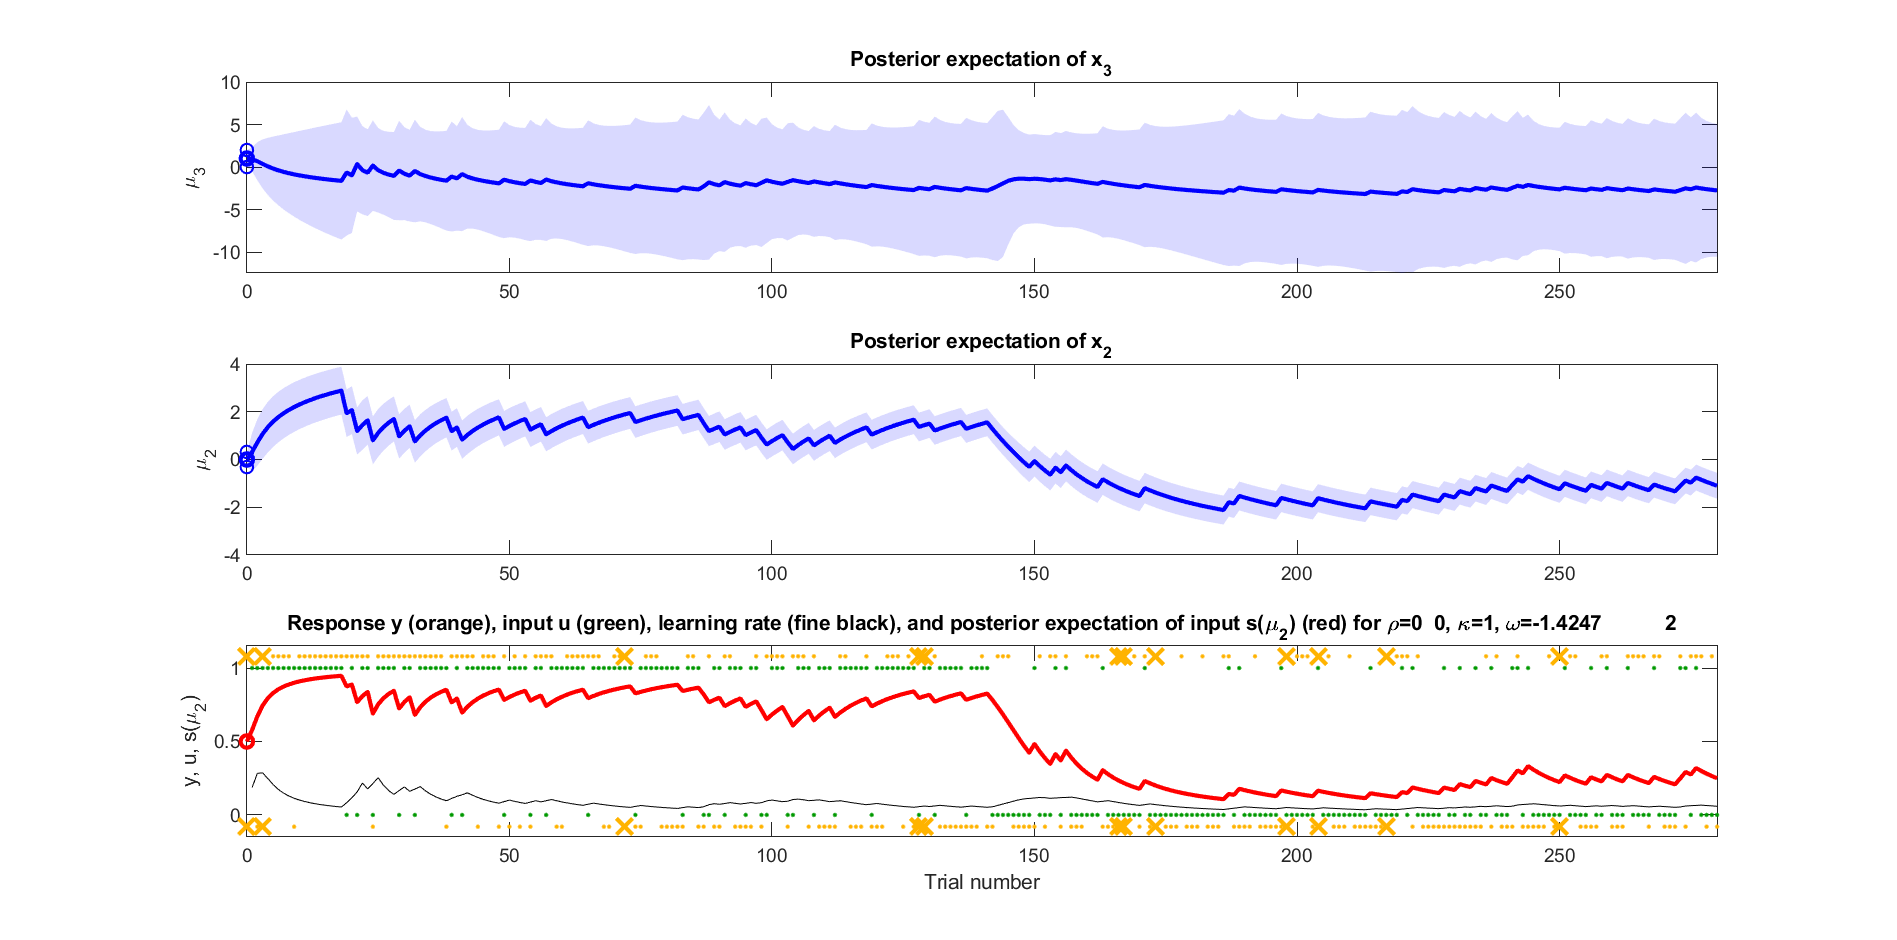 Posterior expectation of x3
10
5
0
-5
-10
μ3
0 50 100 150 200 250
Posterior expectation of x2
4
2
0
-2
-4
μ2
0 50 100 150 200 250
Response y (orange), input u (green), learning rate (fine black), and posterior expectation of input s(μ2) (red) for ρ=0 0, κ=1, ω=-1.4247 2
1
0.5
0
y, u, s(μ2)
0 50 100 150 200 250
Trial number